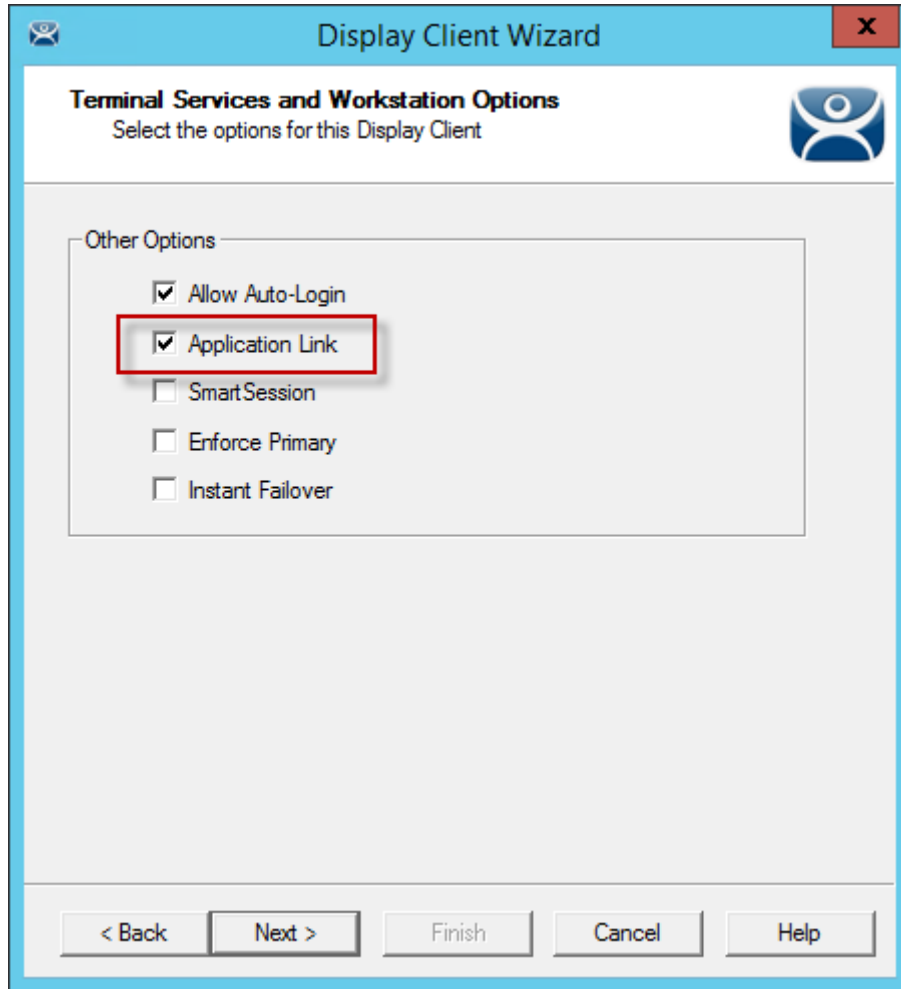 Display Client Wizard
x
Terminal Services and Workstation Options
Select the options for this Display Client
Other Options
Allow Auto-Login
Application Link
SmartSession
Enforce Primary
Instant Failover
< Back Next > Finish Cancel Help